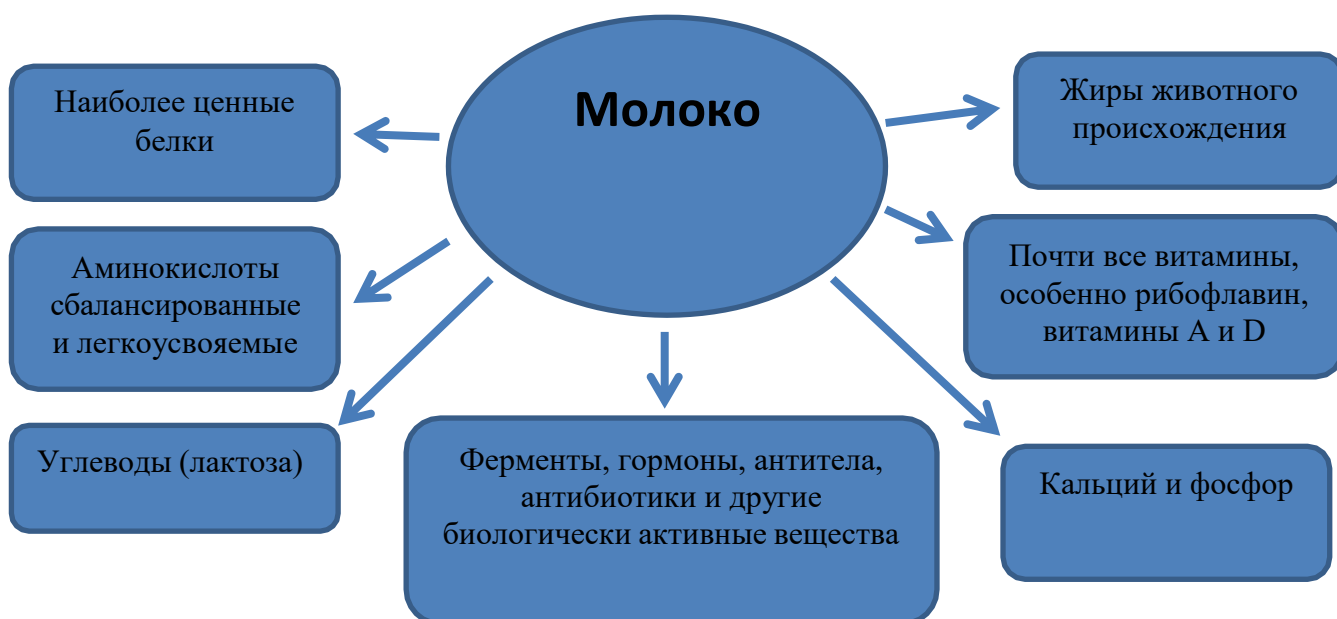 Молоко
Наиболее ценные
белки
Жиры животного
происхождения
Аминокислоты
сбалансированные
и легкоусвояемые
Почти все витамины,
особенно рибофлавин,
витамины А и D
Углеводы (лактоза)
Ферменты, гормоны, антитела,
антибиотики и другие
биологически активные вещества
Кальций и фосфор